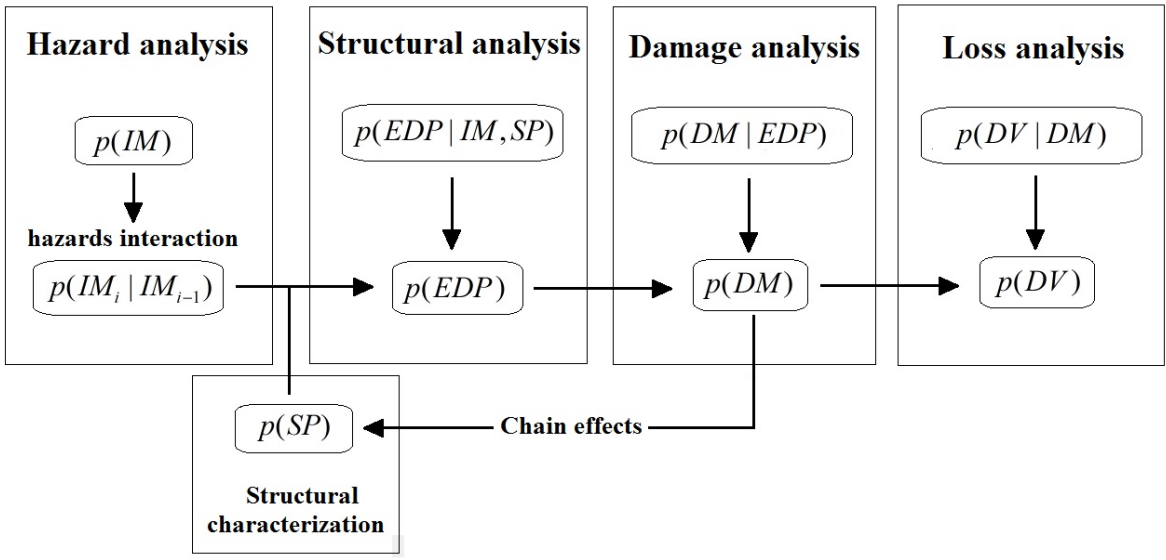 Hazard analysis
p(IM)
hazards interaction
p(IMᵢ | IMᵢ₋₁)
Structural analysis
p(EDP | IM, SP)
p(EDP)
Damage analysis
p(DM | EDP)
p(DM)
Loss analysis
p(DV | DM)
p(DV)
p(SP)
Structural
characterization
Chain effects